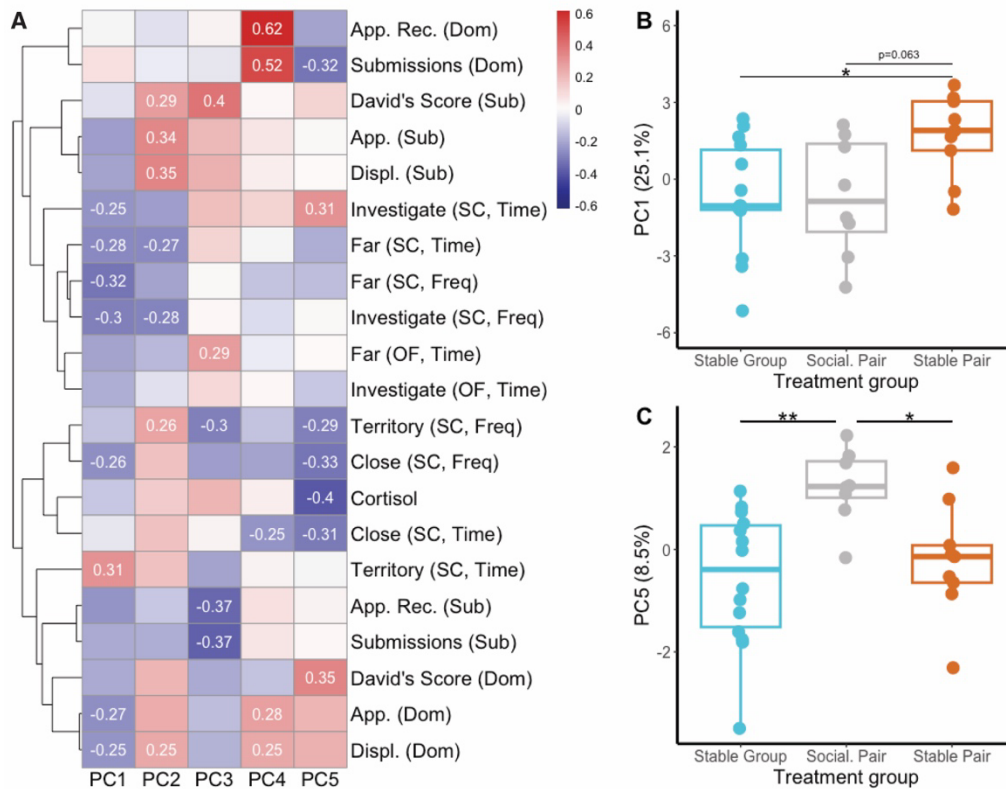 A
0.62 App. Rec. (Dom)
0.52 -0.32 Submissions (Dom)
0.29 0.4 David's Score (Sub)
0.34 App. (Sub)
0.35 Displ. (Sub)
-0.25 0.31 Investigate (SC, Time)
-0.28 -0.27 Far (SC, Time)
-0.32 Far (SC, Freq)
-0.3 -0.28 Investigate (SC, Freq)
0.29 Far (OF, Time)
Investigate (OF, Time)
0.26 -0.3 -0.29 Territory (SC, Freq)
-0.26 -0.33 Close (SC, Freq)
-0.4 Cortisol
-0.25 -0.31 Close (SC, Time)
0.31 Territory (SC, Time)
-0.37 App. Rec. (Sub)
-0.37 Submissions (Sub)
0.35 David's Score (Dom)
-0.27 0.28 App. (Dom)
-0.25 0.25 0.25 Displ. (Dom)
PC1 PC2 PC3 PC4 PC5
0.6
0.4
0.2
0
-0.2
-0.4
-0.6
B
6
3
0
-3
-6
PC1 (25.1%)
p=0.063
*
Stable Group Social. Pair Stable Pair
Treatment group
C
2
0
-2
PC5 (8.5%)
** *
Stable Group Social. Pair Stable Pair
Treatment group